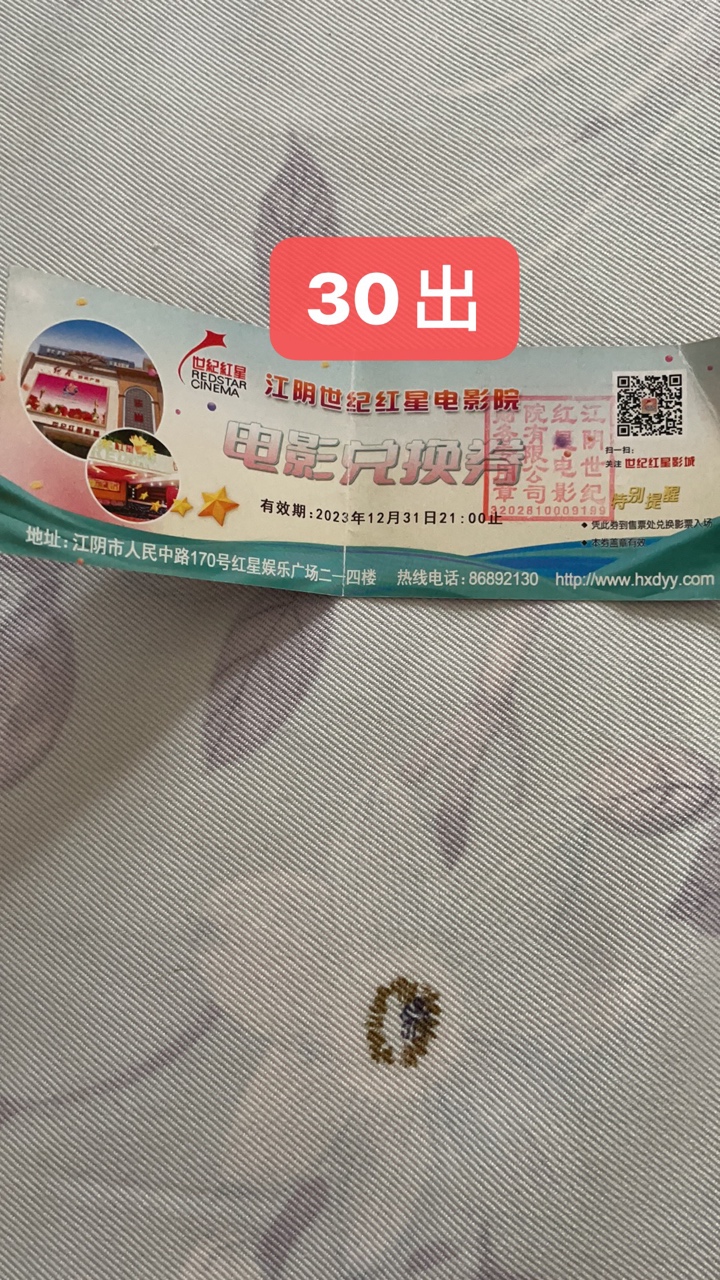 30 出
世纪红星
REDSTAR
CINEMA
江阴世纪红星电影院
电影兑换券
有效期:2023年12月31日21:00止
江阴世纪
红星电影
院有限公司
财务章
3202810009199
扫一扫:
关注 世纪红星影城
特别提醒
◆ 凭此券到售票处兑换影票入场
◆ 本券盖章有效
地址:江阴市人民中路170号红星娱乐广场二—四楼 热线电话:86892130 http://www.hxdyy.com